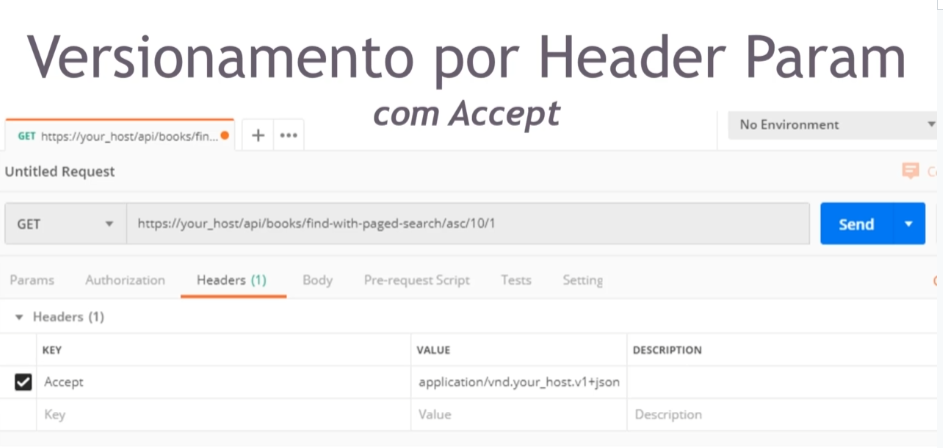 Versionamento por Header Param
com Accept
GET https://your_host/api/books/fin... + •••
No Environment
Untitled Request
GET https://your_host/api/books/find-with-paged-search/asc/10/1 Send
Params Authorization Headers (1) Body Pre-request Script Tests Setting
Headers (1)
KEY VALUE DESCRIPTION
Accept application/vnd.your_host.v1+json
Key Value Description